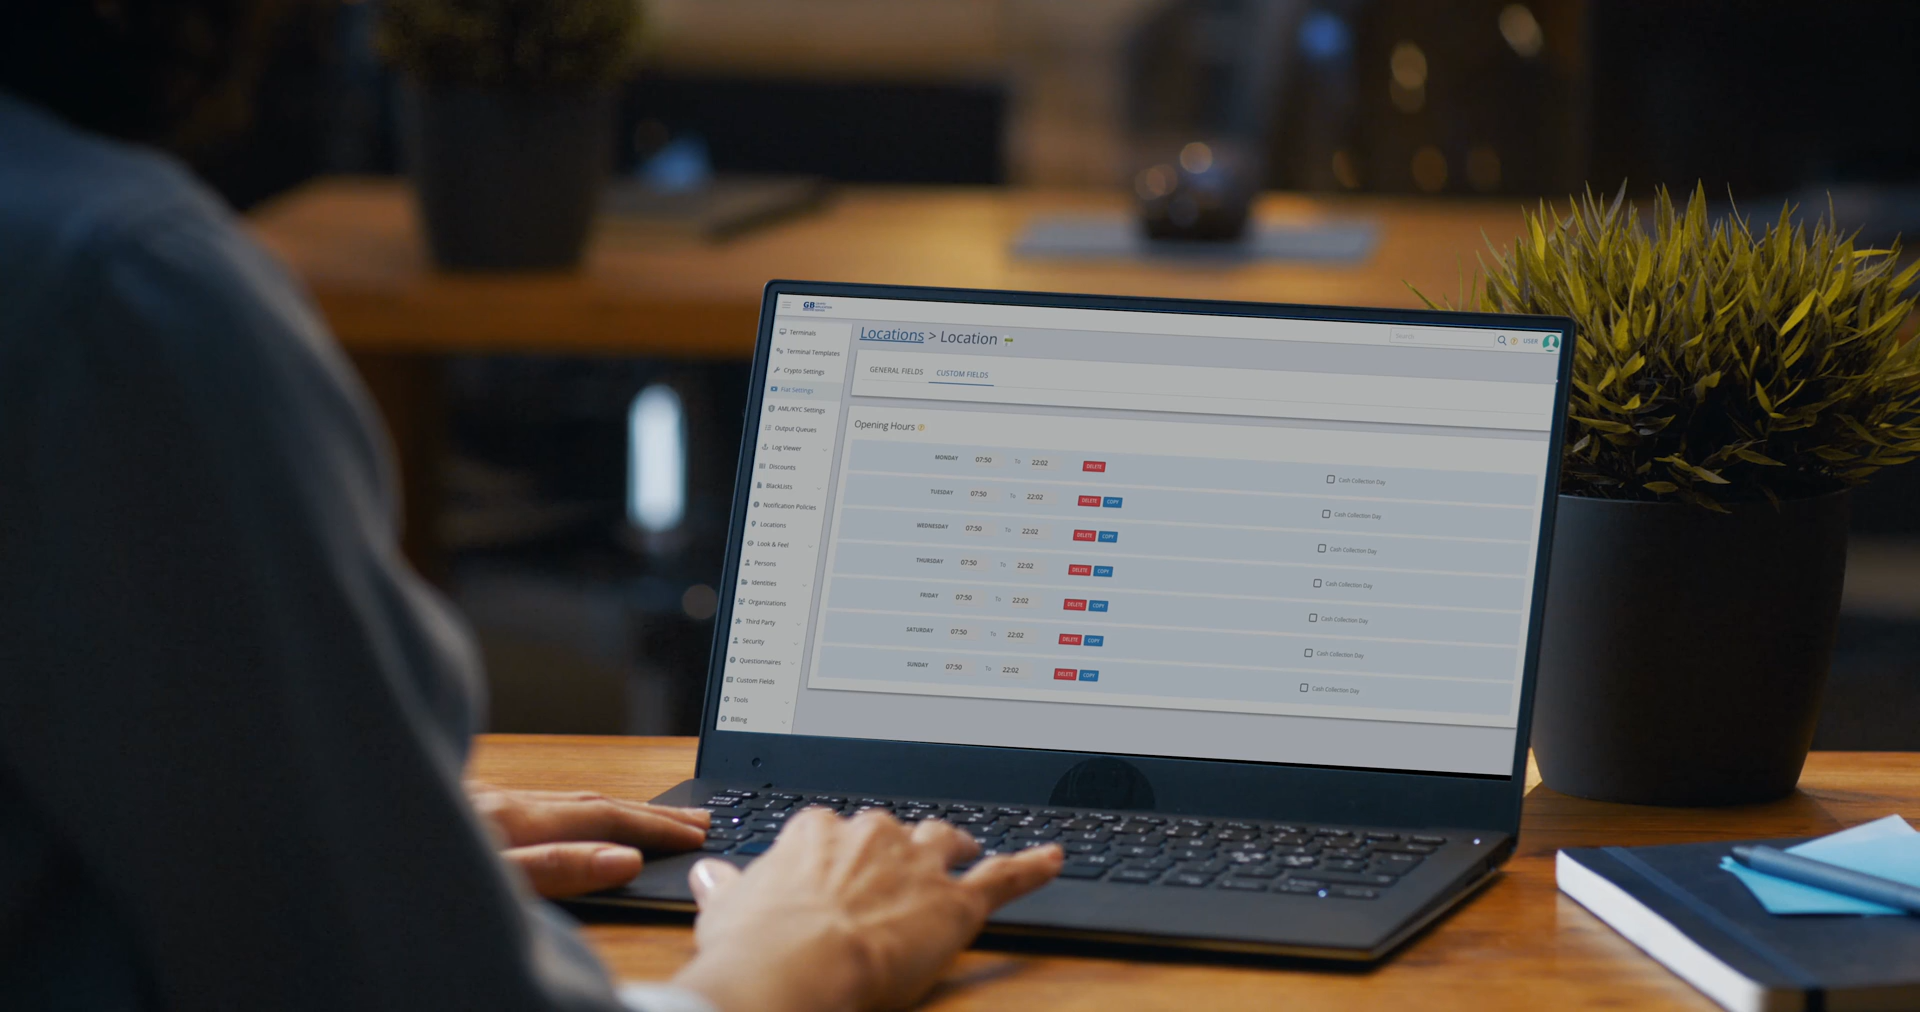 GB
Search
USER
Locations > Location
GENERAL FIELDS CUSTOM FIELDS
Terminals
Terminal Templates
Crypto Settings
Fiat Settings
AML/KYC Settings
Output Queues
Log Viewer
Discounts
BlackLists
Notification Policies
Locations
Look & Feel
Persons
Identities
Organizations
Third Party
Security
Questionnaires
Custom Fields
Tools
Billing
Opening Hours
MONDAY 07:50 To 22:02 DELETE Cash Collection Day
TUESDAY 07:50 To 22:02 DELETE COPY Cash Collection Day
WEDNESDAY 07:50 To 22:02 DELETE COPY Cash Collection Day
THURSDAY 07:50 To 22:02 DELETE COPY Cash Collection Day
FRIDAY 07:50 To 22:02 DELETE COPY Cash Collection Day
SATURDAY 07:50 To 22:02 DELETE COPY Cash Collection Day
SUNDAY 07:50 To 22:02 DELETE COPY Cash Collection Day